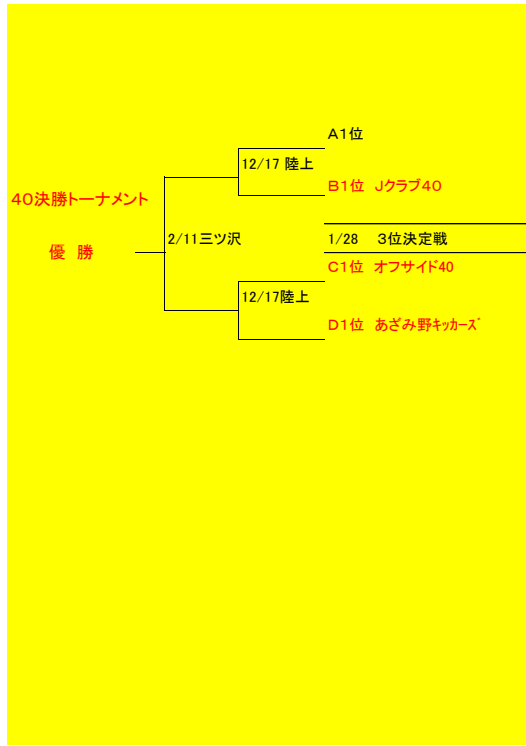 A1位
12/17 陸上
B1位 Jクラブ40
40決勝トーナメント
2/11三ツ沢
1/28 3位決定戦
優 勝
C1位 オフサイド40
12/17陸上
D1位 あざみ野ｷｯｶｰｽﾞ